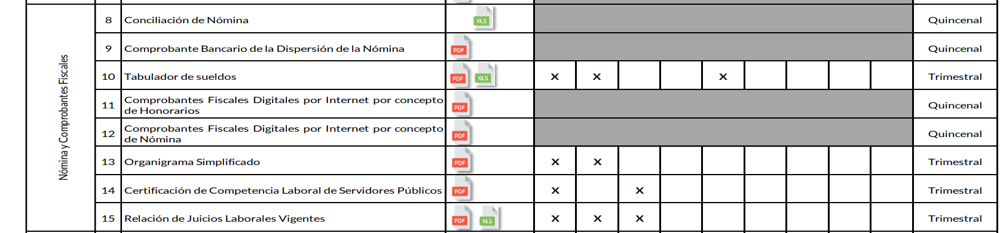 Nómina y Comprobantes Fiscales
8 Conciliación de Nómina XLS Quincenal
9 Comprobante Bancario de la Dispersión de la Nómina PDF Quincenal
10 Tabulador de sueldos PDF XLS X X X Trimestral
11 Comprobantes Fiscales Digitales por Internet por concepto
de Honorarios PDF Quincenal
12 Comprobantes Fiscales Digitales por Internet por concepto
de Nómina PDF Quincenal
13 Organigrama Simplificado PDF X X Trimestral
14 Certificación de Competencia Laboral de Servidores Públicos PDF X X Trimestral
15 Relación de Juicios Laborales Vigentes PDF XLS X X X Trimestral